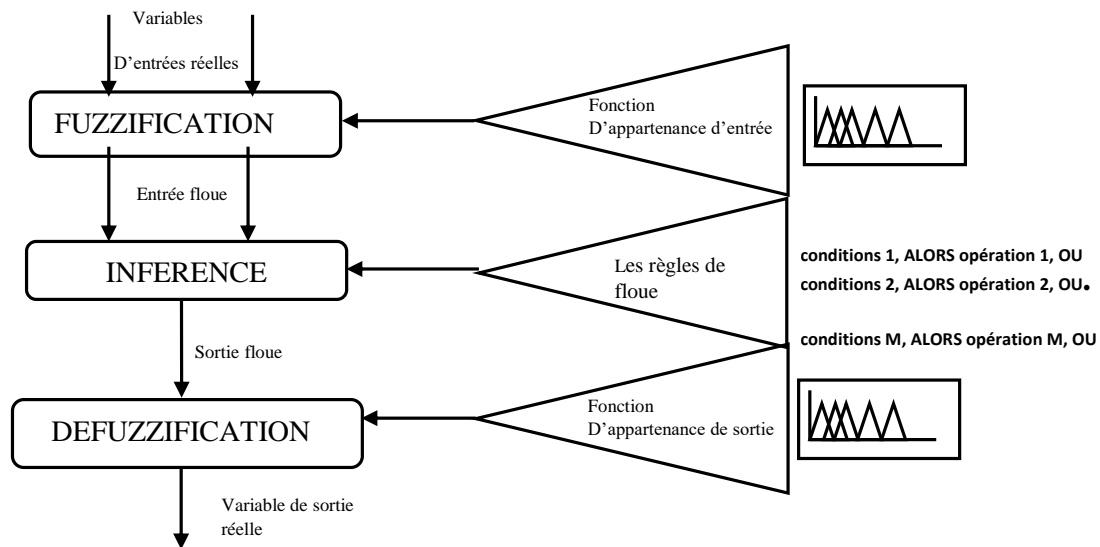 Variables
D'entrées réelles
FUZZIFICATION
Fonction
D'appartenance d'entrée
Entrée floue
INFERENCE
Les règles de
floue
conditions 1, ALORS opération 1, OU
conditions 2, ALORS opération 2, OU.
conditions M, ALORS opération M, OU
Sortie floue
DEFUZZIFICATION
Fonction
D'appartenance de sortie
Variable de sortie
réelle